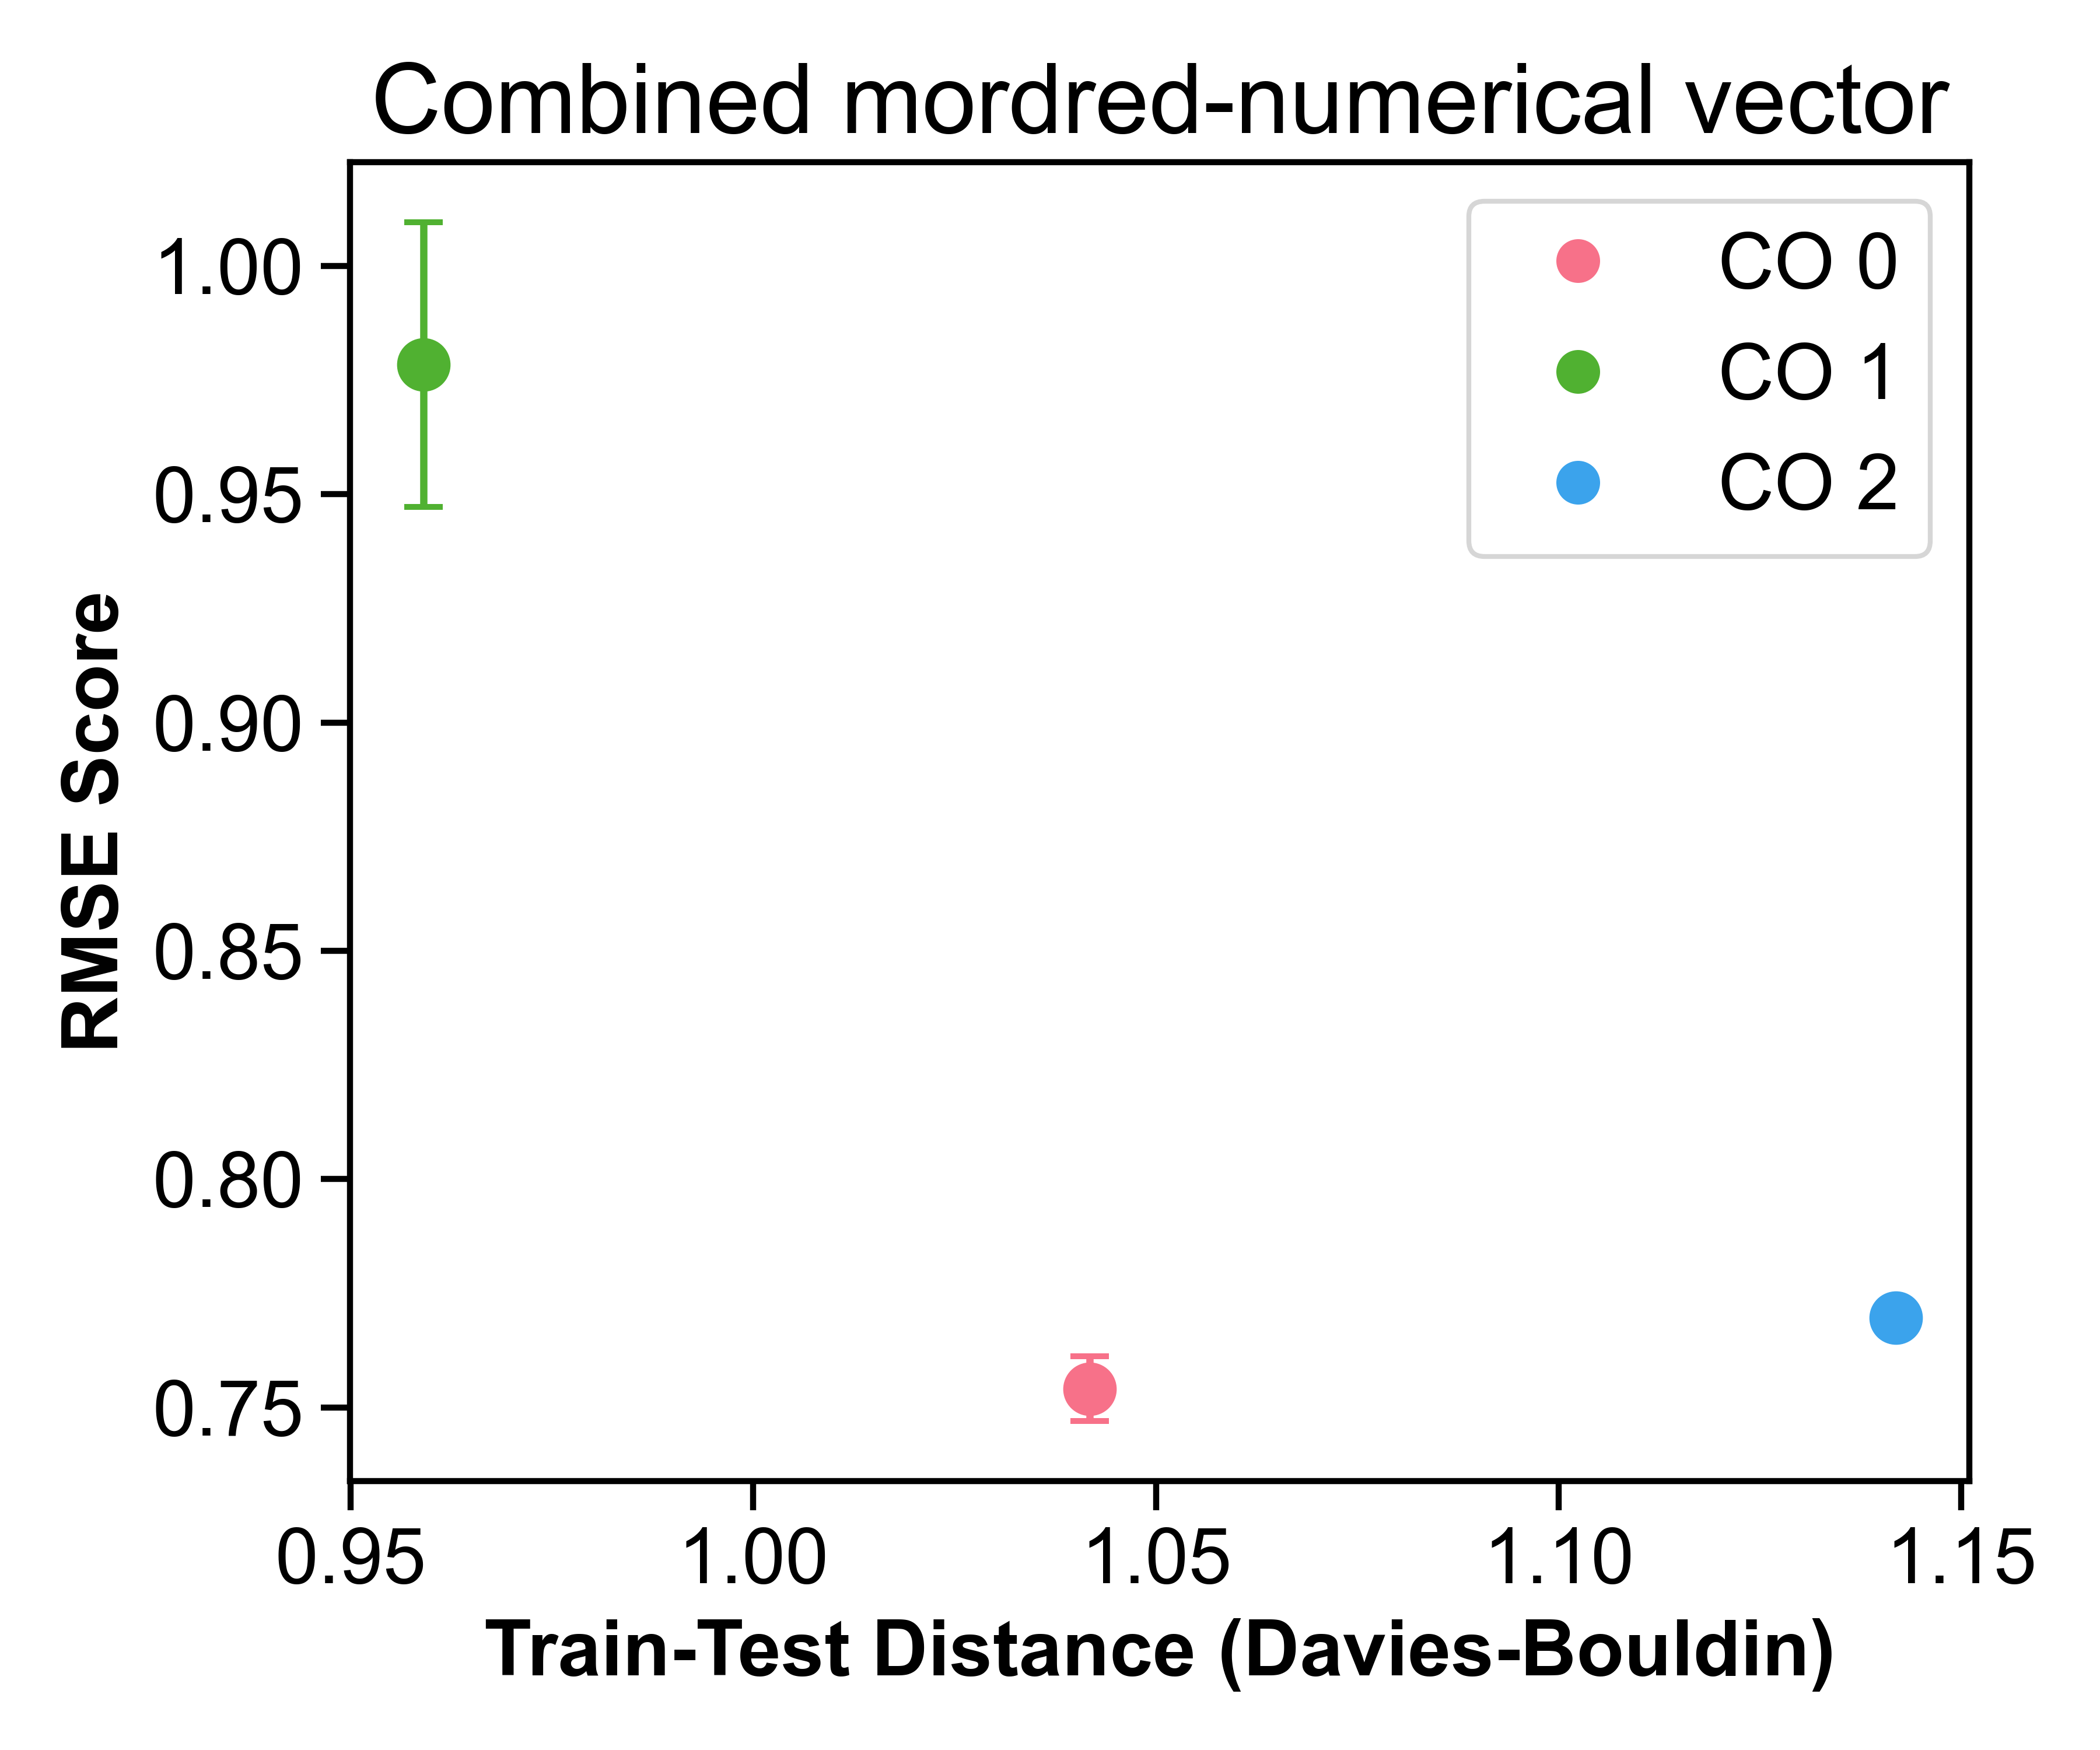 Combined mordred-numerical vector
CO 0
CO 1
CO 2
RMSE Score
1.00
0.95
0.90
0.85
0.80
0.75
0.95
1.00
1.05
1.10
1.15
Train-Test Distance (Davies-Bouldin)